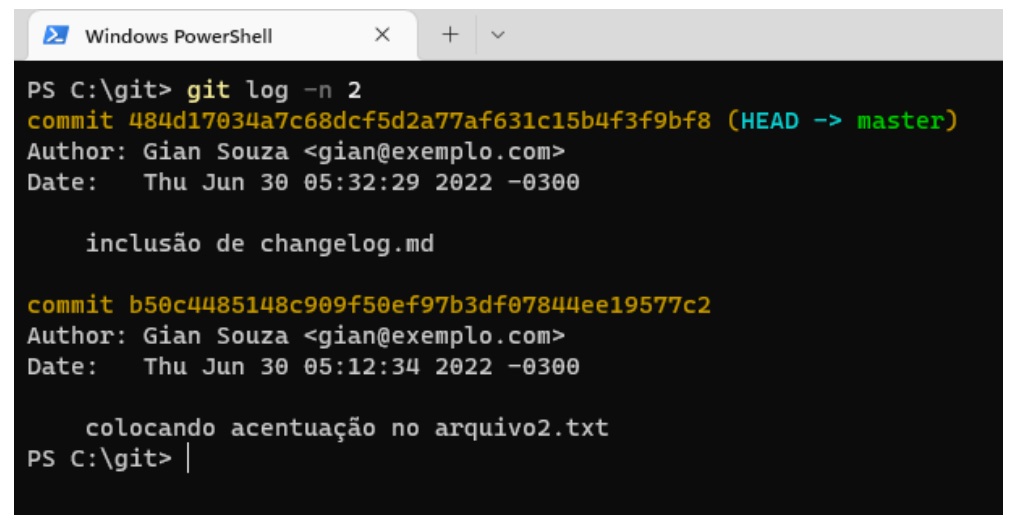 Windows PowerShell
PS C:\git> git log -n 2
commit 484d17034a7c68dcf5d2a77af631c15b4f3f9bf8 (HEAD -> master)
Author: Gian Souza <gian@exemplo.com>
Date:   Thu Jun 30 05:32:29 2022 -0300
    inclusão de changelog.md
commit b50c4485148c909f50ef97b3df07844ee19577c2
Author: Gian Souza <gian@exemplo.com>
Date:   Thu Jun 30 05:12:34 2022 -0300
    colocando acentuação no arquivo2.txt
PS C:\git>